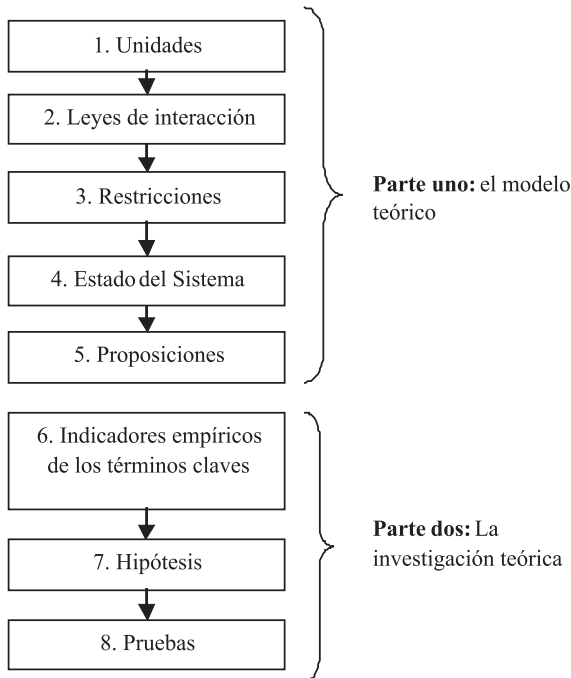 1. Unidades
2. Leyes de interacción
3. Restricciones
4. Estado del Sistema
5. Proposiciones
Parte uno: el modelo
teórico
6. Indicadores empíricos
de los términos claves
7. Hipótesis
8. Pruebas
Parte dos: La
investigación teórica